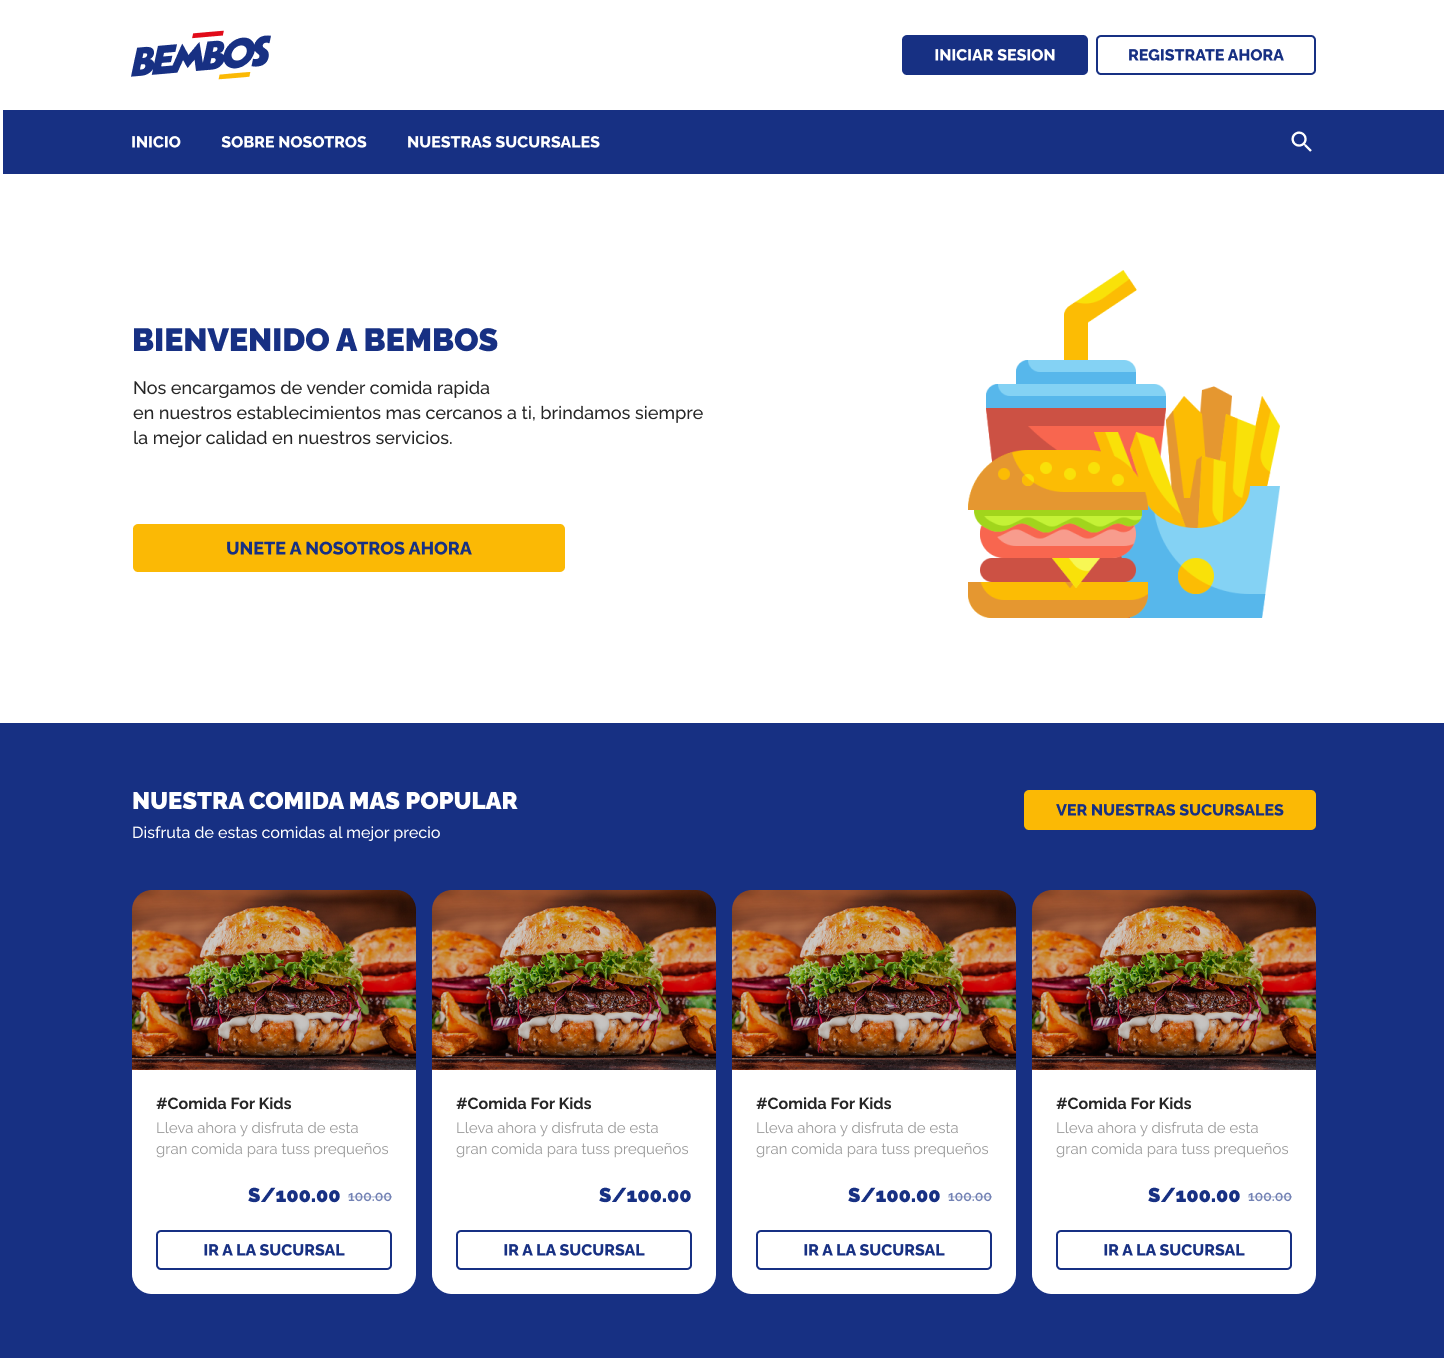 BEMBOS
INICIAR SESION
REGISTRATE AHORA
INICIO
SOBRE NOSOTROS
NUESTRAS SUCURSALES
BIENVENIDO A BEMBOS
Nos encargamos de vender comida rapida
en nuestros establecimientos mas cercanos a ti, brindamos siempre
la mejor calidad en nuestros servicios.
UNETE A NOSOTROS AHORA
NUESTRA COMIDA MAS POPULAR
Disfruta de estas comidas al mejor precio
VER NUESTRAS SUCURSALES
#Comida For Kids
Lleva ahora y disfruta de esta
gran comida para tuss prequeños
S/100.00 100.00
IR A LA SUCURSAL
#Comida For Kids
Lleva ahora y disfruta de esta
gran comida para tuss prequeños
S/100.00
IR A LA SUCURSAL
#Comida For Kids
Lleva ahora y disfruta de esta
gran comida para tuss prequeños
S/100.00 100.00
IR A LA SUCURSAL
#Comida For Kids
Lleva ahora y disfruta de esta
gran comida para tuss prequeños
S/100.00 100.00
IR A LA SUCURSAL